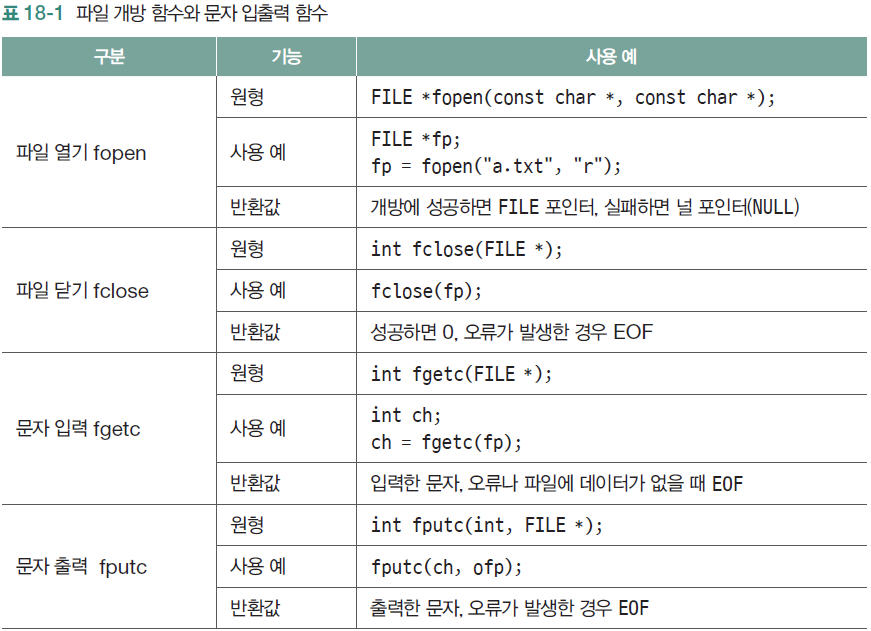 표 18-1 파일 개방 함수와 문자 입출력 함수
구분 기능 사용 예
파일 열기 fopen
원형 FILE *fopen(const char *, const char *);
사용 예 FILE *fp;
fp = fopen("a.txt", "r");
반환값 개방에 성공하면 FILE 포인터, 실패하면 널 포인터(NULL)
파일 닫기 fclose
원형 int fclose(FILE *);
사용 예 fclose(fp);
반환값 성공하면 0, 오류가 발생한 경우 EOF
문자 입력 fgetc
원형 int fgetc(FILE *);
사용 예 int ch;
ch = fgetc(fp);
반환값 입력한 문자, 오류나 파일에 데이터가 없을 때 EOF
문자 출력 fputc
원형 int fputc(int, FILE *);
사용 예 fputc(ch, ofp);
반환값 출력한 문자, 오류가 발생한 경우 EOF